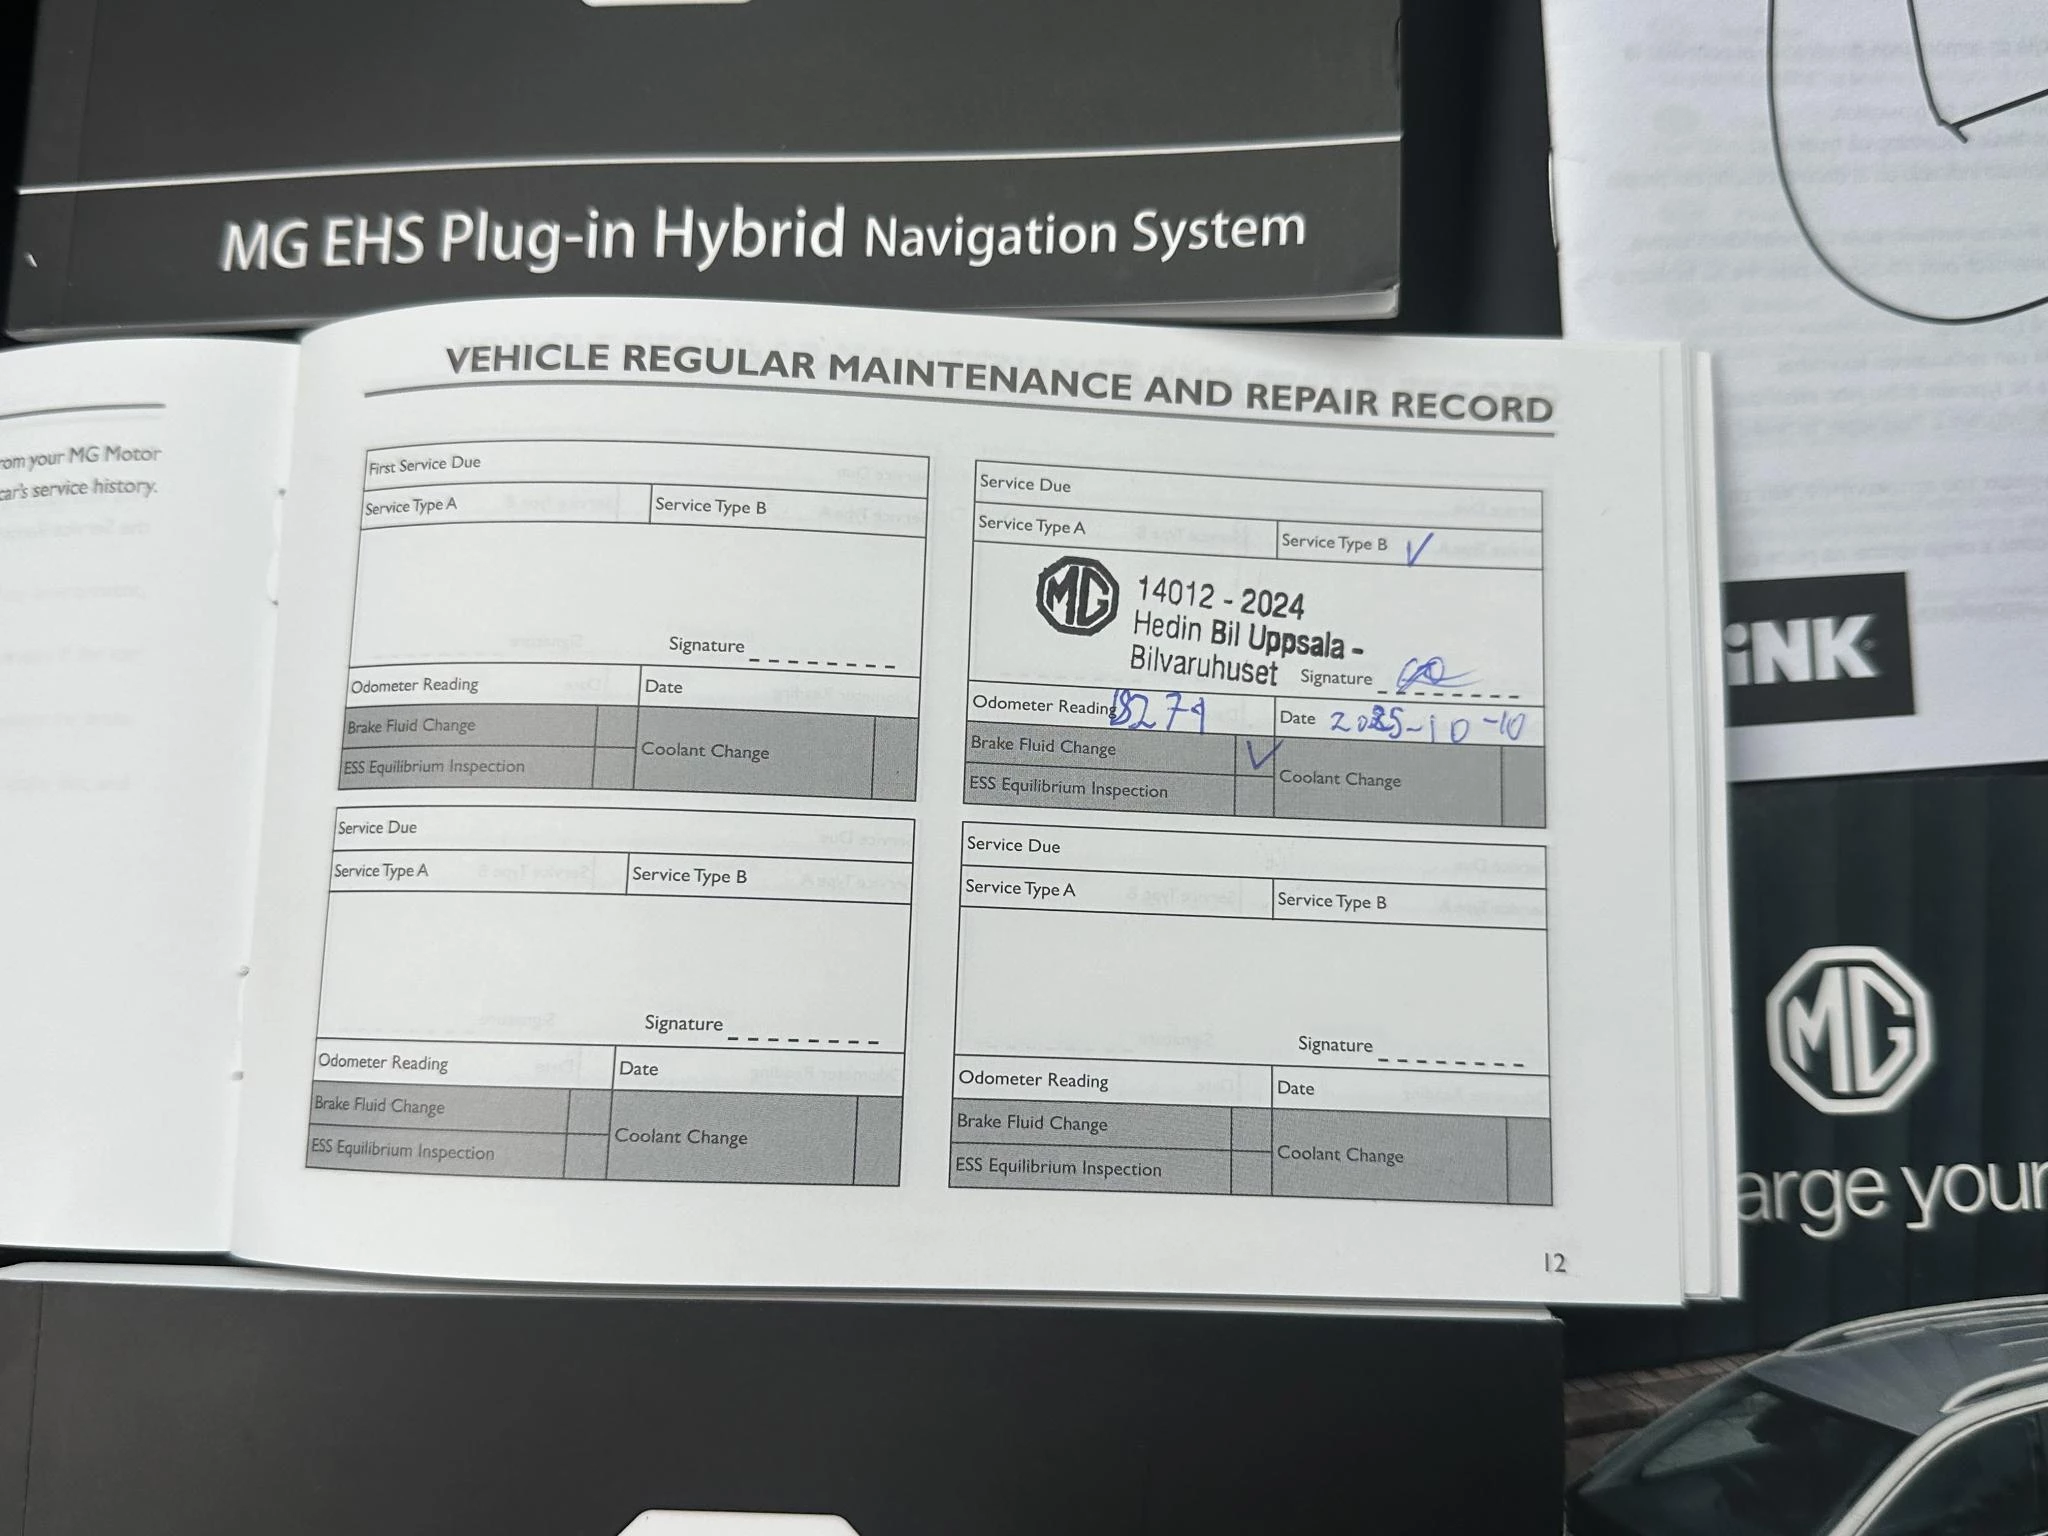 MG EHS Plug-in Hybrid Navigation System
rom your MG Motor
car's service history.
VEHICLE REGULAR MAINTENANCE AND REPAIR RECORD
First Service Due
Service Type A
Service Type B
Signature
Odometer Reading
Date
Brake Fluid Change
ESS Equilibrium Inspection
Coolant Change
Service Due
Service Type A
Service Type B ✓
MG
14012 - 2024
Hedin Bil Uppsala -
Bilvaruhuset
Signature
Odometer Reading
Date 2025-10-10
Brake Fluid Change ✓
ESS Equilibrium Inspection
Coolant Change
Service Due
Service Type A
Service Type B
Signature
Odometer Reading
Date
Brake Fluid Change
ESS Equilibrium Inspection
Coolant Change
Service Due
Service Type A
Service Type B
Signature
Odometer Reading
Date
Brake Fluid Change
ESS Equilibrium Inspection
Coolant Change
12
iNK
MG
arge your